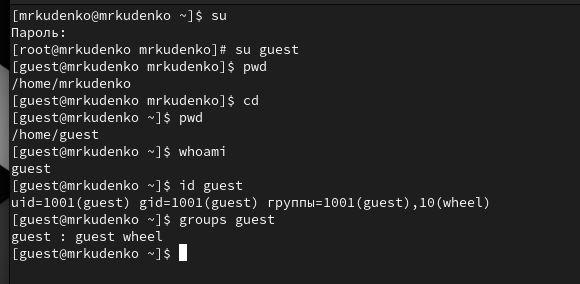 [mrkudenko@mrkudenko ~]$ su
Пароль:
[root@mrkudenko mrkudenko]# su guest
[guest@mrkudenko mrkudenko]$ pwd
/home/mrkudenko
[guest@mrkudenko mrkudenko]$ cd
[guest@mrkudenko ~]$ pwd
/home/guest
[guest@mrkudenko ~]$ whoami
guest
[guest@mrkudenko ~]$ id guest
uid=1001(guest) gid=1001(guest) группы=1001(guest),10(wheel)
[guest@mrkudenko ~]$ groups guest
guest : guest wheel
[guest@mrkudenko ~]$